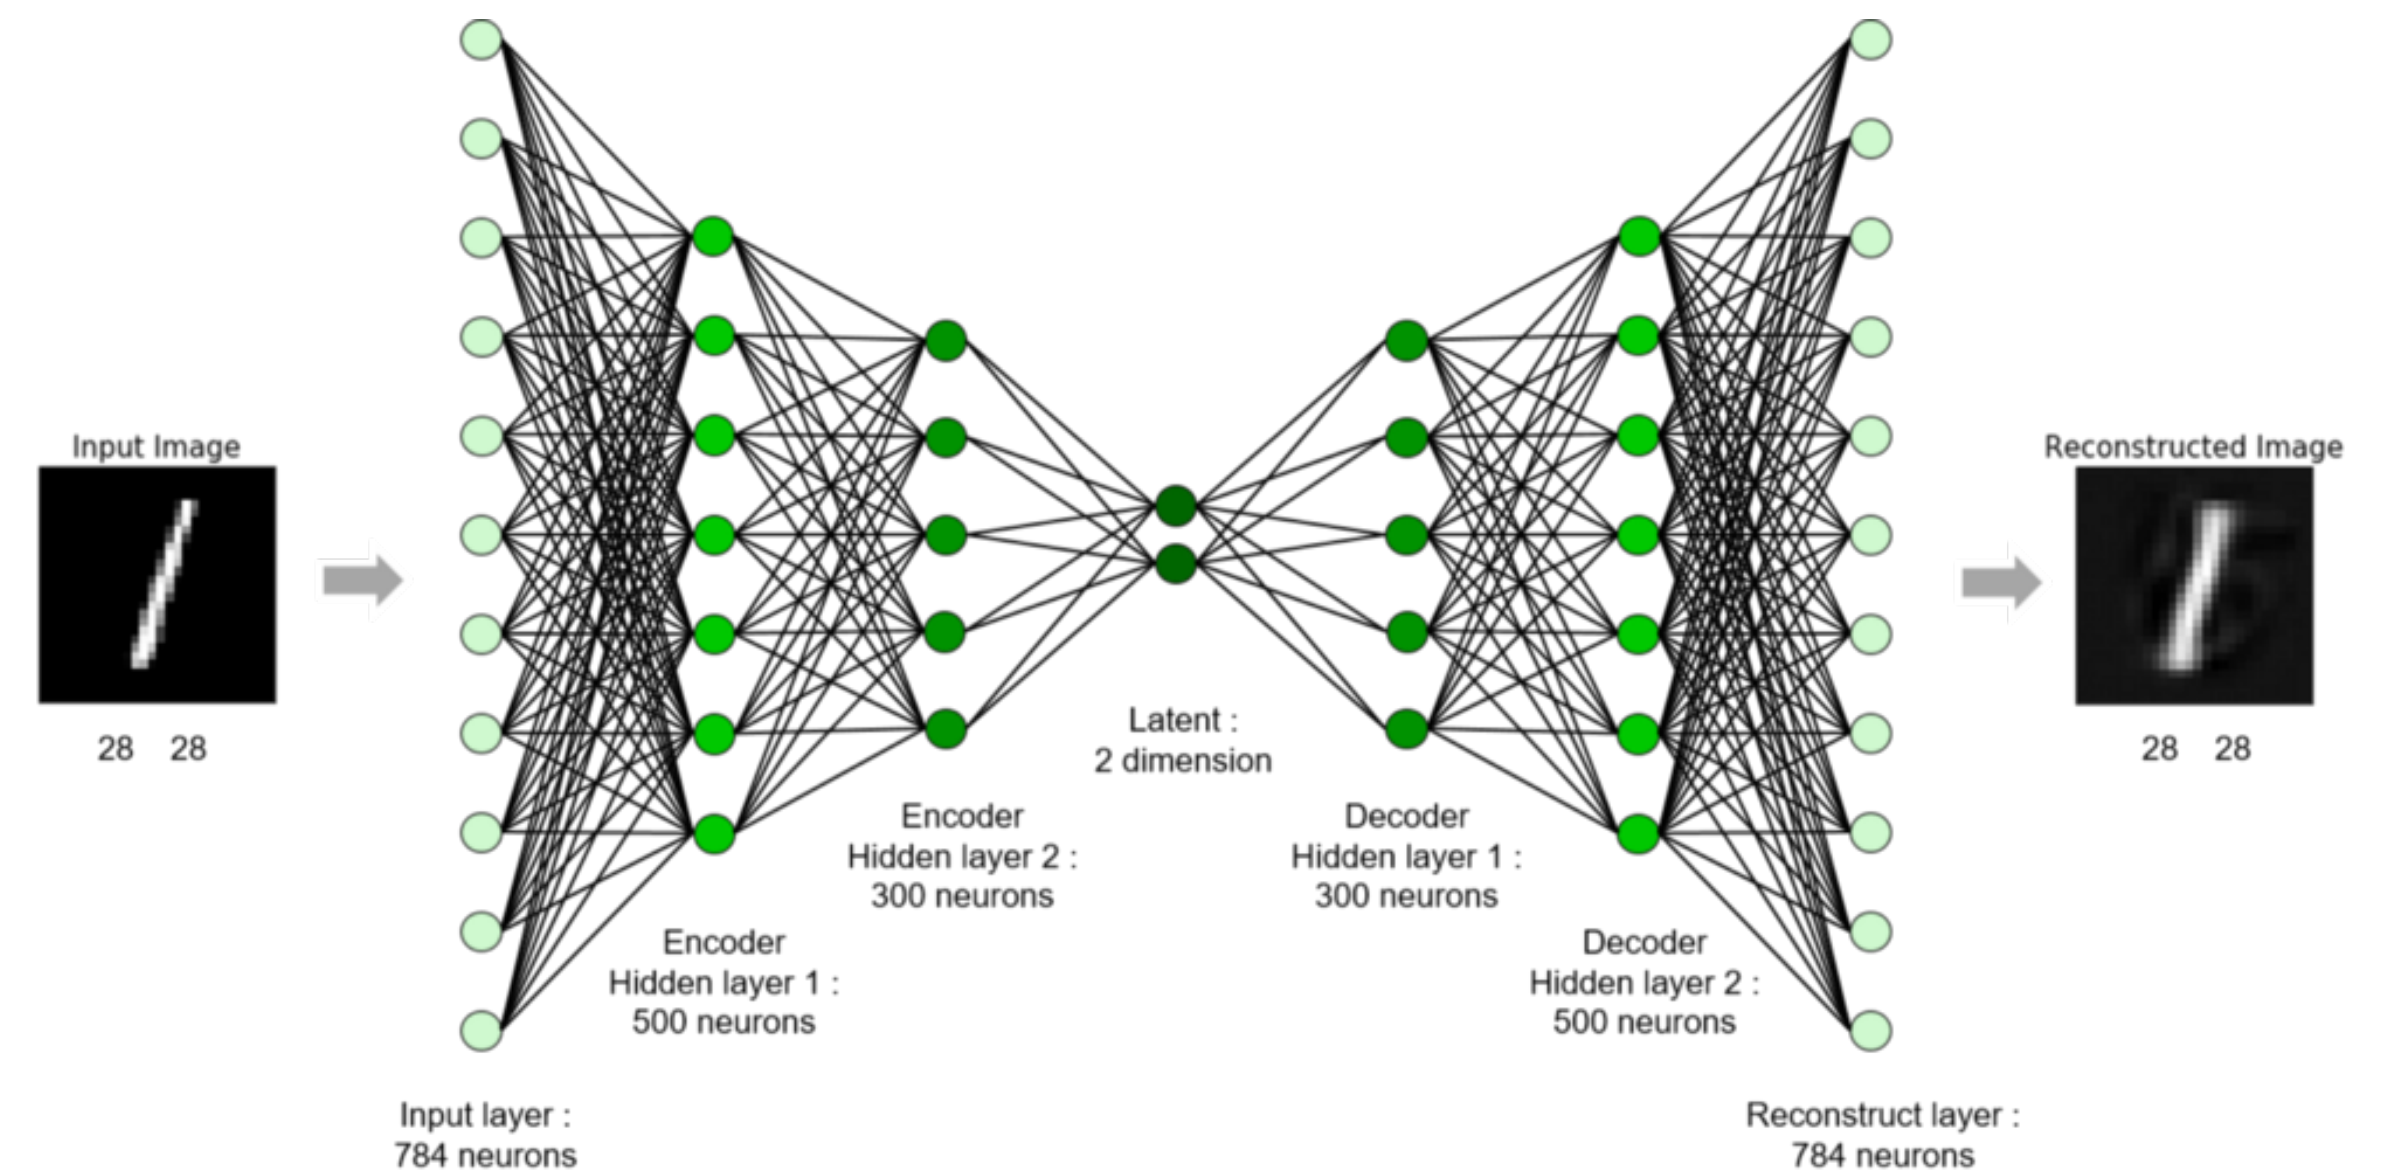 Input Image
28 28
Input layer :
784 neurons
Encoder
Hidden layer 1 :
500 neurons
Encoder
Hidden layer 2 :
300 neurons
Latent :
2 dimension
Decoder
Hidden layer 1 :
300 neurons
Decoder
Hidden layer 2 :
500 neurons
Reconstruct layer :
784 neurons
Reconstructed Image
28 28